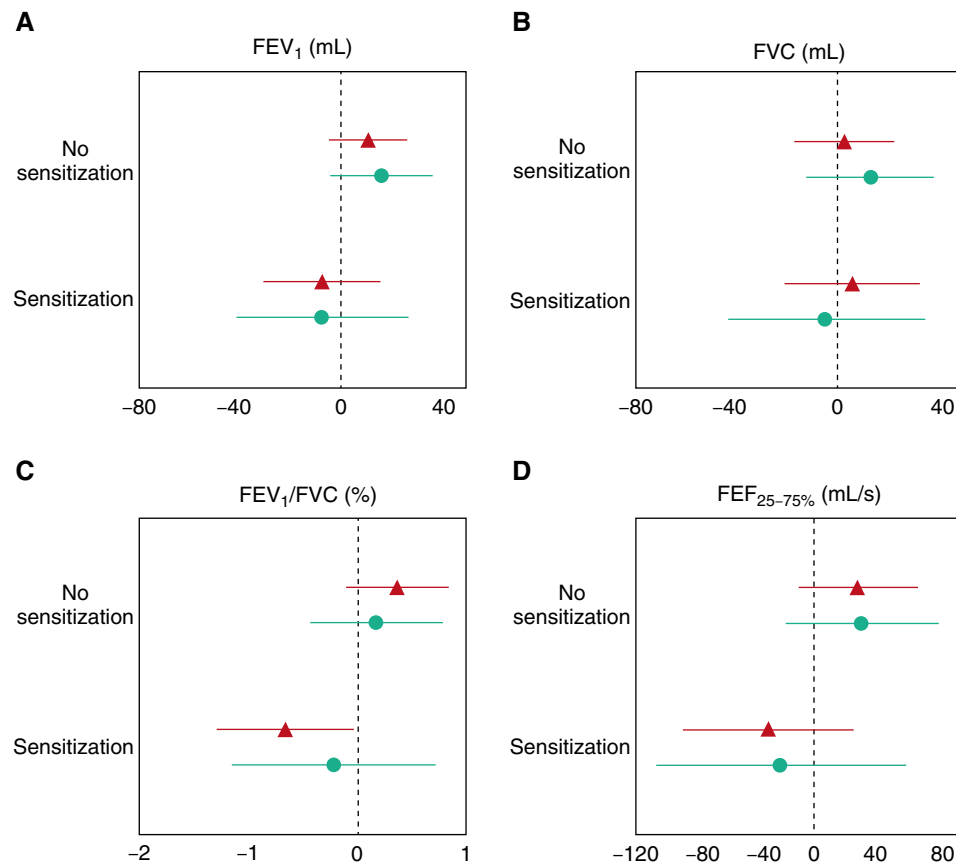 A
FEV₁ (mL)
No
sensitization
Sensitization
−80
−40
0
40
B
FVC (mL)
No
sensitization
Sensitization
−80
−40
0
40
C
FEV₁/FVC (%)
No
sensitization
Sensitization
−2
−1
0
1
D
FEF₂₅₋₇₅% (mL/s)
No
sensitization
Sensitization
−120
−80
−40
0
40
80